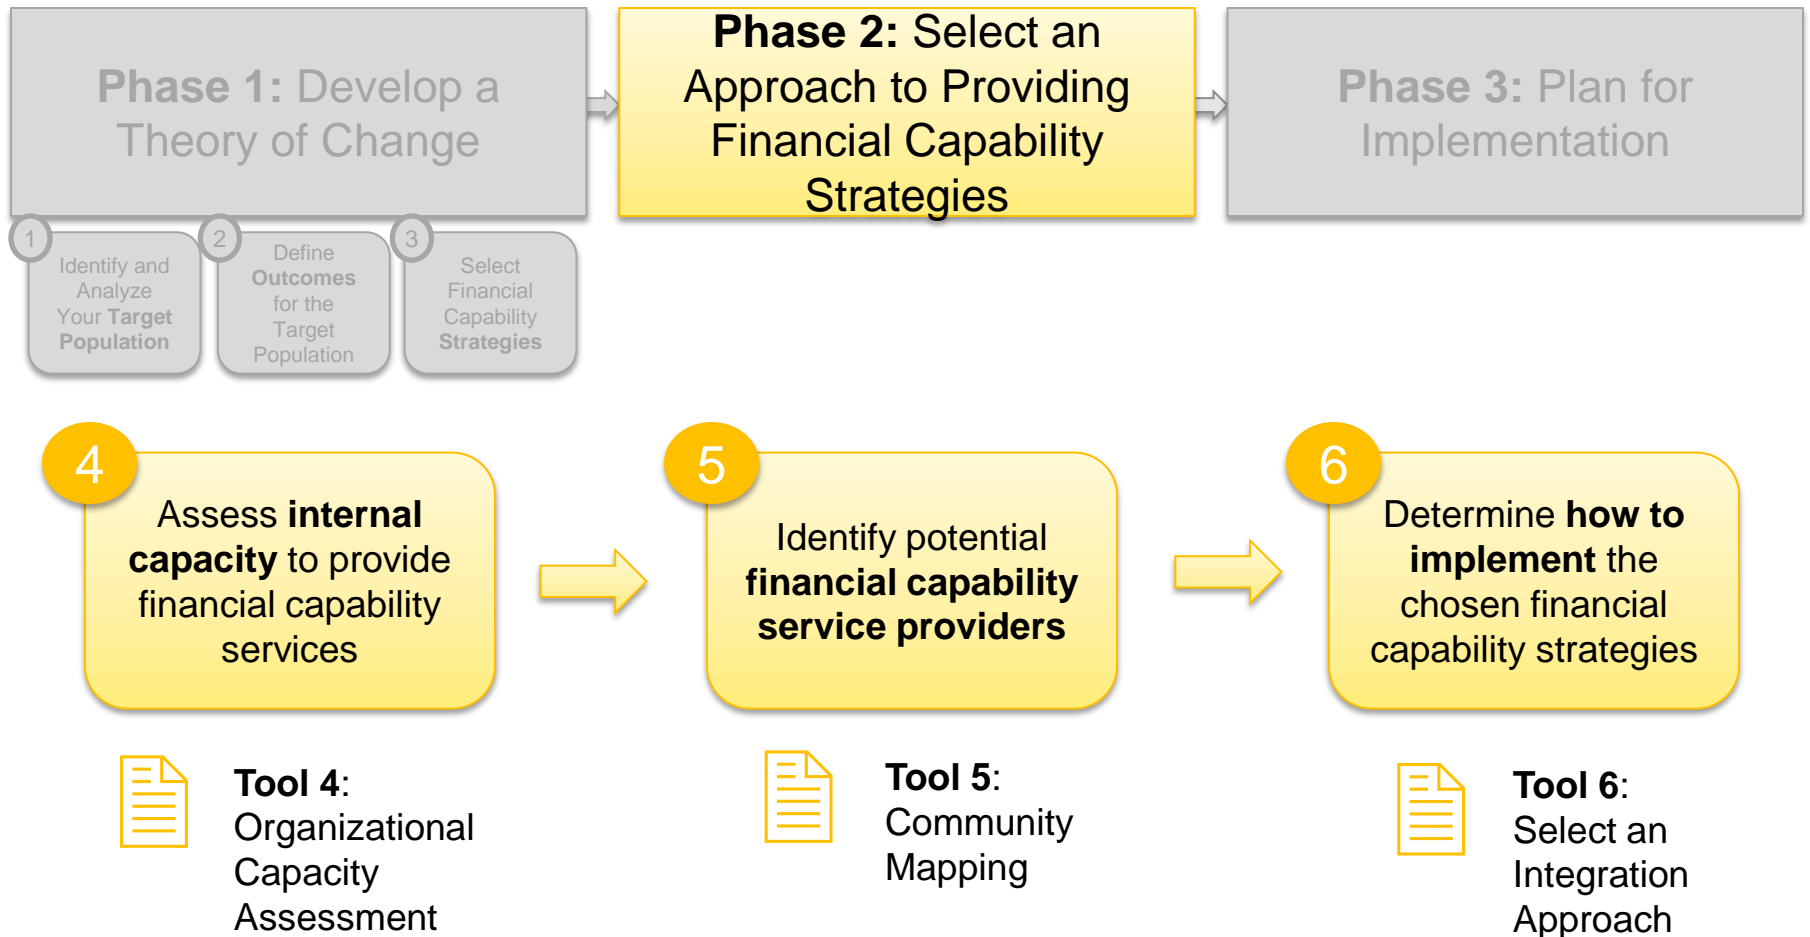 Phase 1: Develop a
Theory of Change
Phase 2: Select an
Approach to Providing
Financial Capability
Strategies
Phase 3: Plan for
Implementation
1
Identify and
Analyze
Your Target
Population
2
Define
Outcomes
for the
Target
Population
3
Select
Financial
Capability
Strategies
4
Assess internal
capacity to provide
financial capability
services
5
Identify potential
financial capability
service providers
6
Determine how to
implement the
chosen financial
capability strategies
Tool 4:
Organizational
Capacity
Assessment
Tool 5:
Community
Mapping
Tool 6:
Select an
Integration
Approach